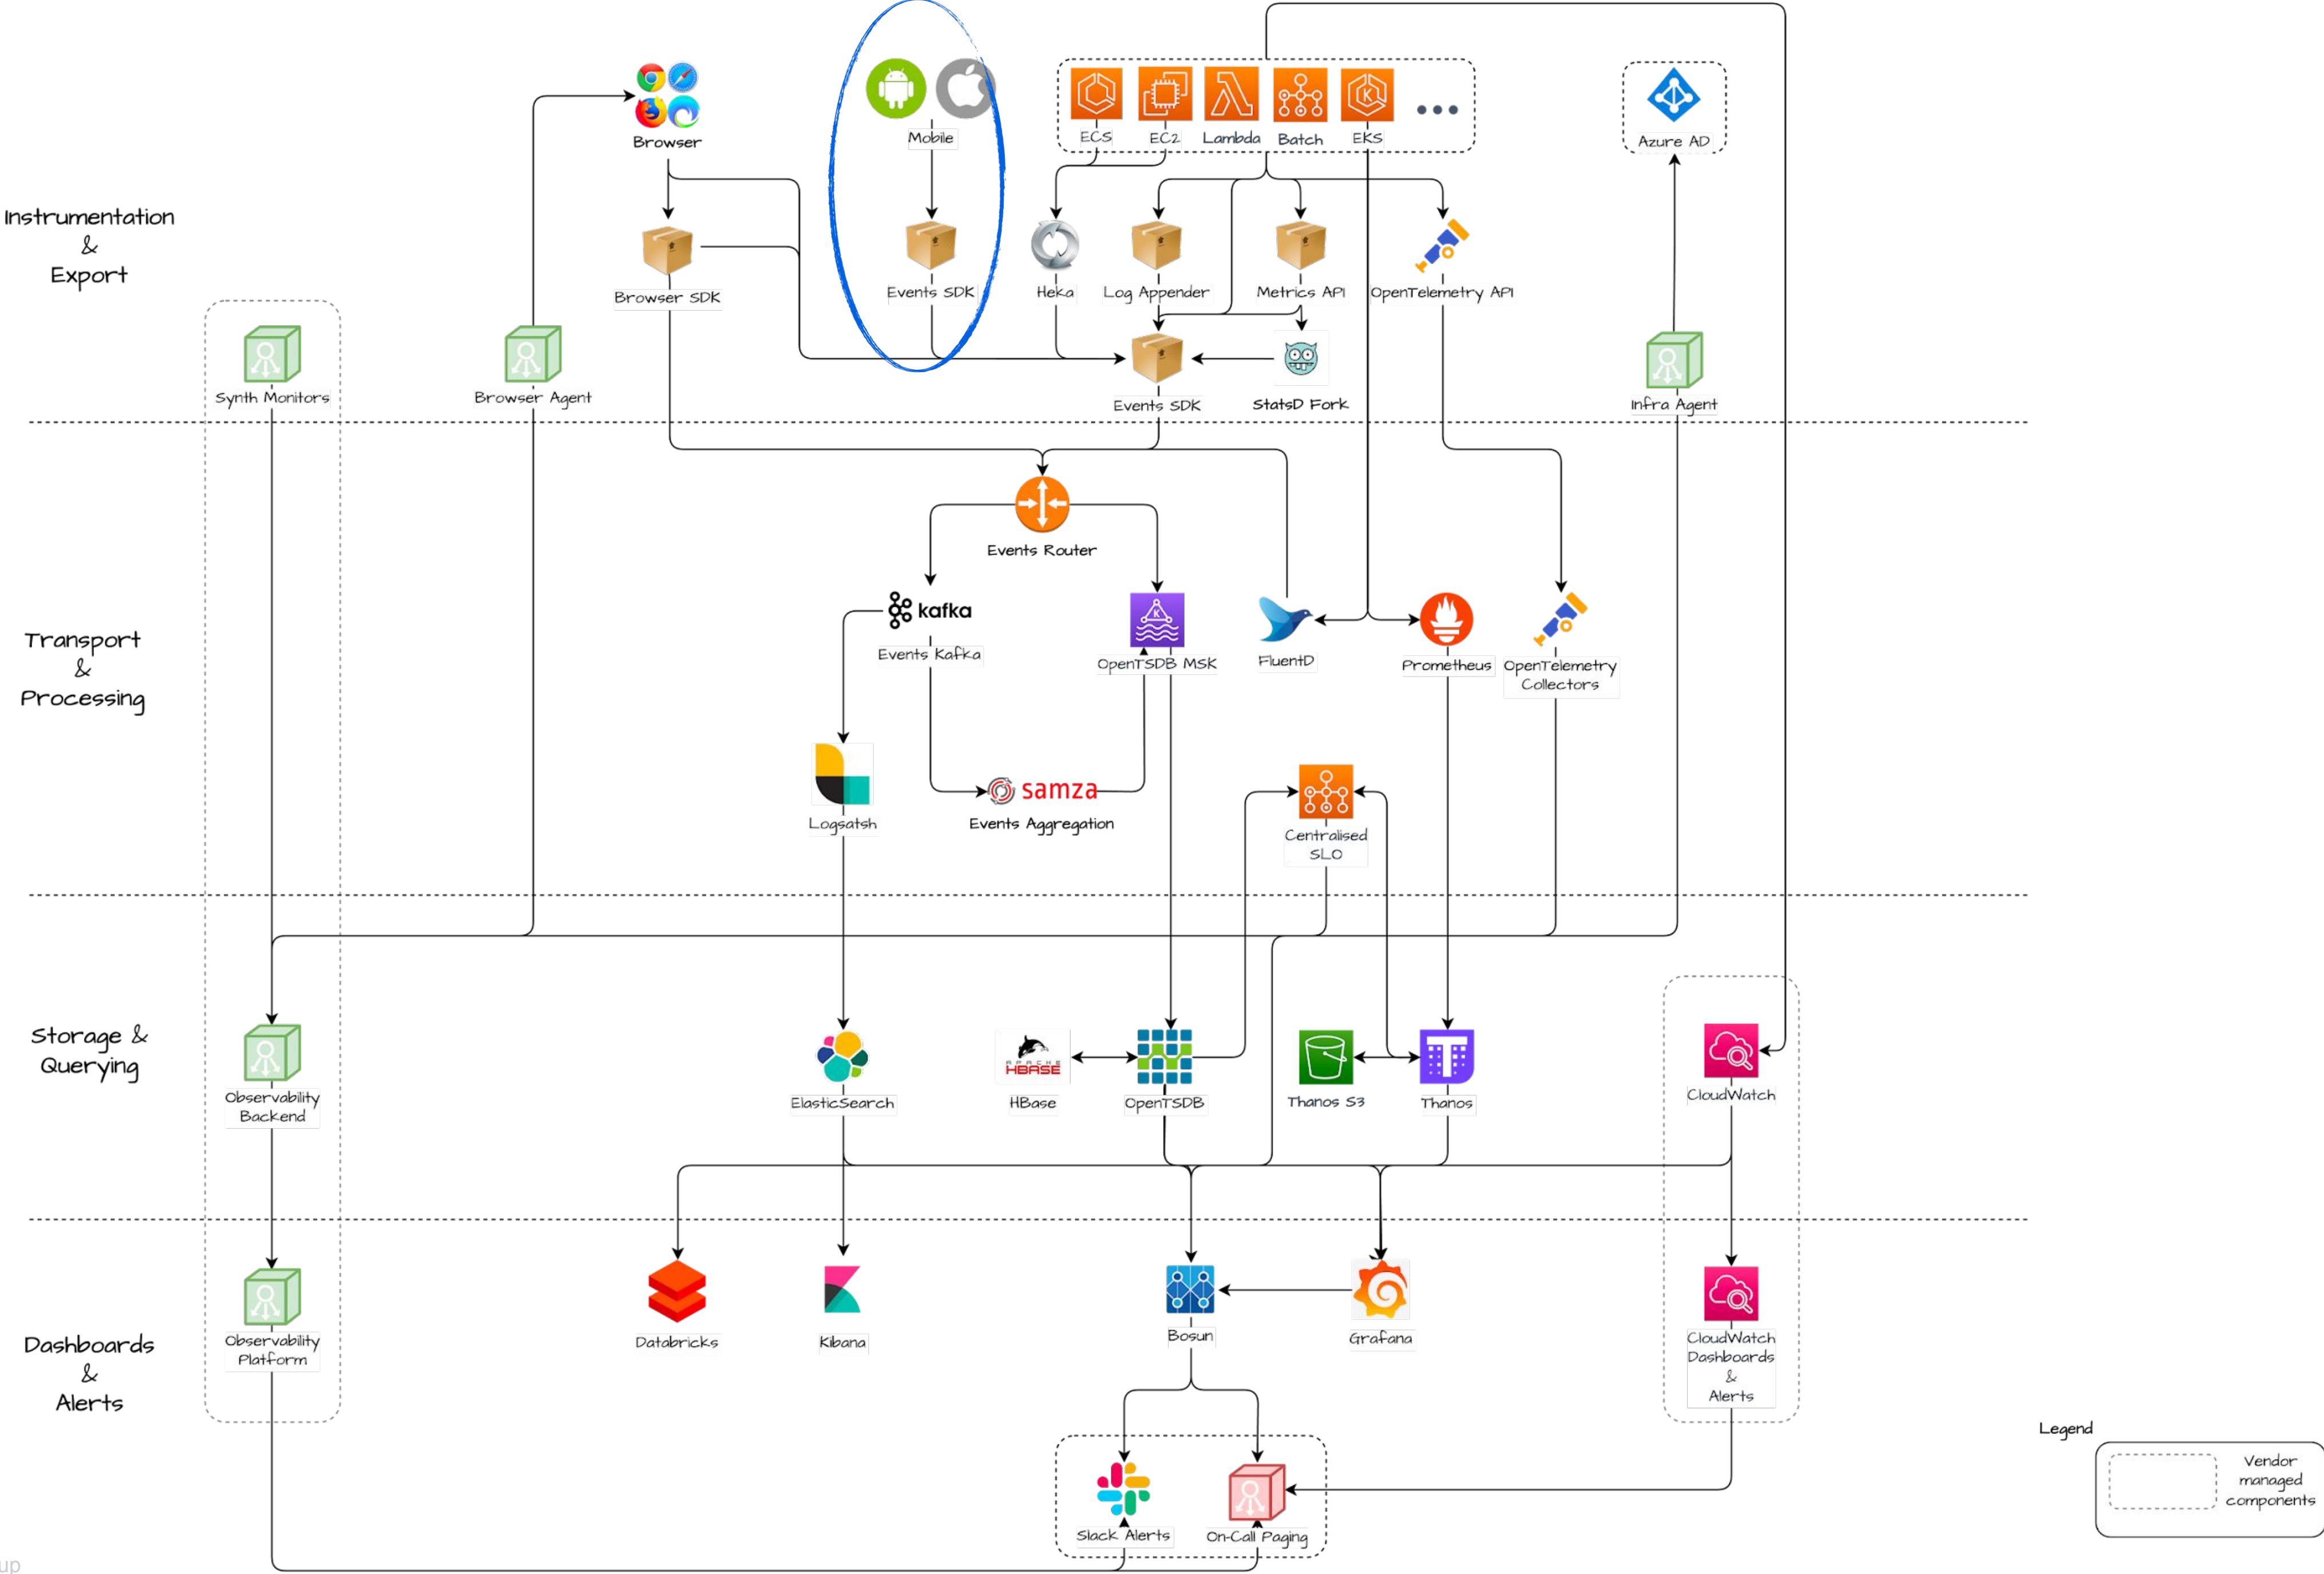 Browser
Mobile
ECS
EC2
Lambda
Batch
EKS
Azure AD
Instrumentation
&
Export
Browser SDK
Events SDK
Heka
Log Appender
Metrics API
OpenTelemetry API
Synth Monitors
Browser Agent
Events SDK
StatsD Fork
Infra Agent
Events Router
Transport
&
Processing
kafka
Events Kafka
K
OpenTSDB MSK
FluentD
Prometheus
OpenTelemetry
Collectors
Logsatsh
samza
Events Aggregation
Centralised
SLO
Storage &
Querying
Observability
Backend
ElasticSearch
APACHE
HBASE
HBase
OpenTSDB
Thanos S3
T
Thanos
CloudWatch
Dashboards
&
Alerts
Observability
Platform
Databricks
Kibana
Bosun
Grafana
CloudWatch
Dashboards
&
Alerts
Slack Alerts
On-Call Paging
Legend
Vendor
managed
components
up